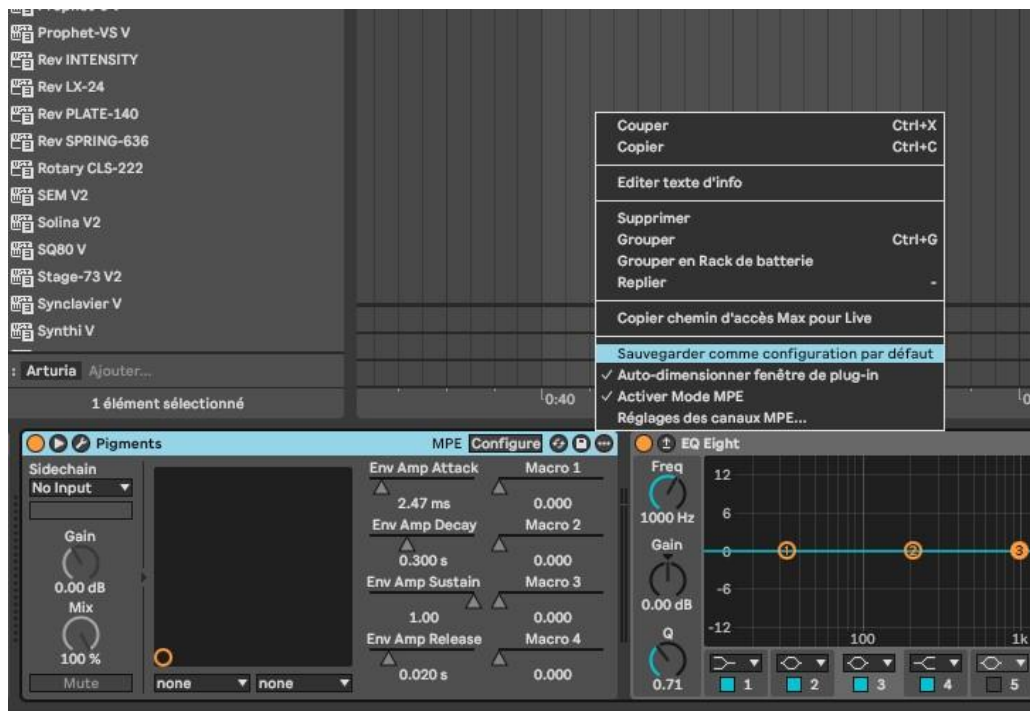 Prophet-VS V
Rev INTENSITY
Rev LX-24
Rev PLATE-140
Rev SPRING-636
Rotary CLS-222
SEM V2
Solina V2
SQ80 V
Stage-73 V2
Synclavier V
Synthi V
: Arturia Ajouter...
1 élément sélectionné
0:40
Couper Ctrl+X
Copier Ctrl+C
Editer texte d'info
Supprimer
Grouper Ctrl+G
Grouper en Rack de batterie
Replier -
Copier chemin d'accès Max pour Live
Sauvegarder comme configuration par défaut
✓ Auto-dimensionner fenêtre de plug-in
✓ Activer Mode MPE
Réglages des canaux MPE...
Pigments MPE Configure
Sidechain
No Input
Gain
0.00 dB
Mix
100 %
Mute
none none
Env Amp Attack Macro 1
2.47 ms 0.000
Env Amp Decay Macro 2
0.300 s 0.000
Env Amp Sustain Macro 3
1.00 0.000
Env Amp Release Macro 4
0.020 s 0.000
EQ Eight
Freq
1000 Hz
Gain
0.00 dB
Q
0.71
12
6
0
-6
-12
1 2 3
100 1k
1 2 3 4 5